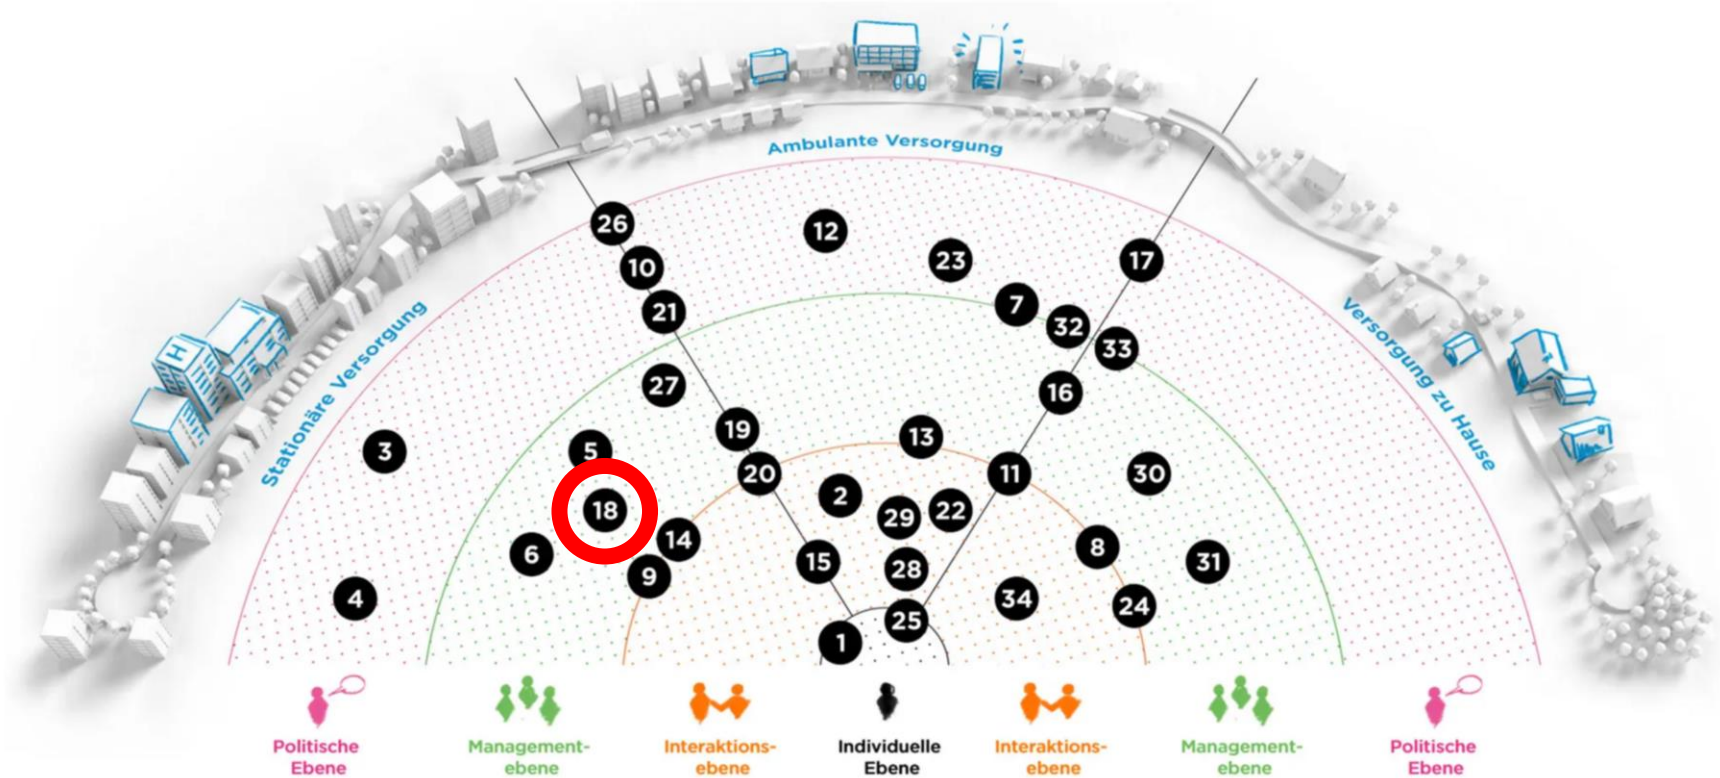 Ambulante Versorgung
Stationäre Versorgung
Versorgung zu Hause
H
26
12
10
23
17
21
7
32
33
27
16
19
13
3
5
20
11
30
2
18
29
22
14
6
8
15
28
31
9
4
34
24
25
1
Politische
Ebene
Management-
ebene
Interaktions-
ebene
Individuelle
Ebene
Interaktions-
ebene
Management-
ebene
Politische
Ebene